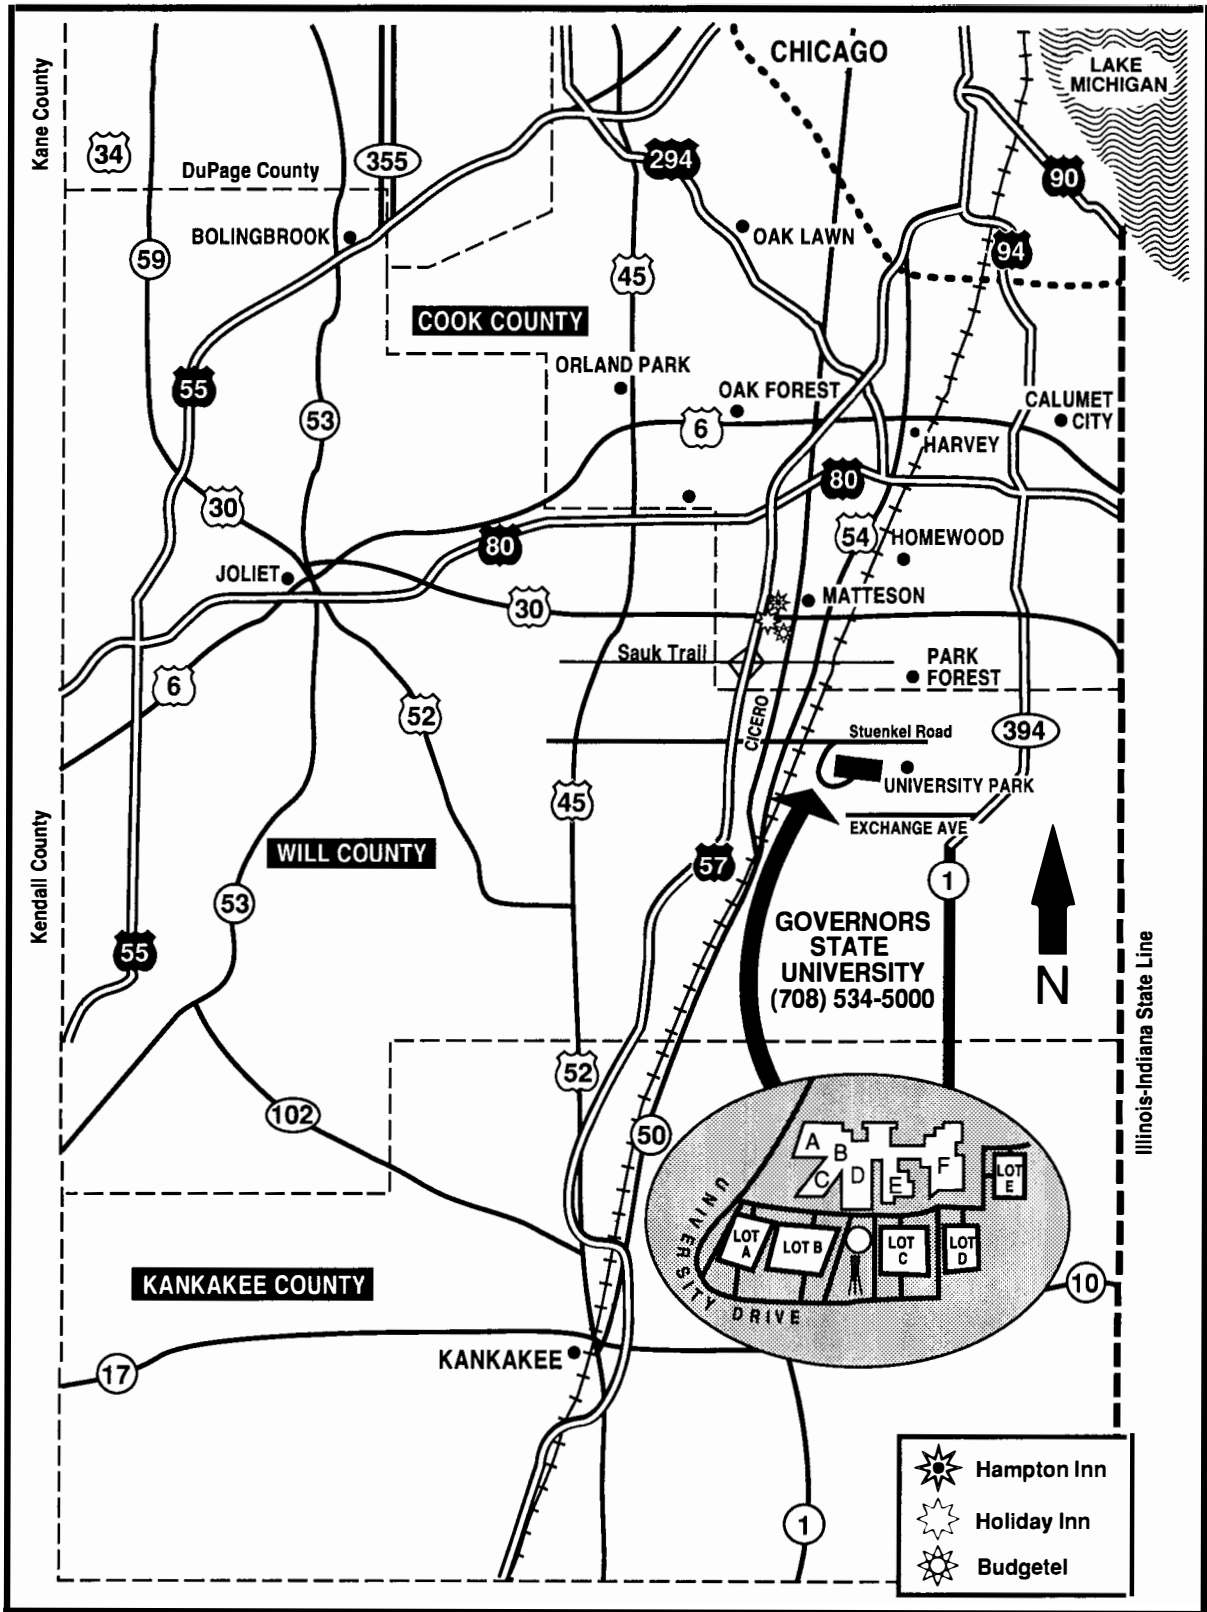 CHICAGO
LAKE
MICHIGAN
Kane County
34
DuPage County
355
294
90
BOLINGBROOK
OAK LAWN
59
94
45
COOK COUNTY
ORLAND PARK
55
OAK FOREST
CALUMET
CITY
53
6
HARVEY
80
30
54
HOMEWOOD
80
JOLIET
MATTESON
30
Sauk Trail
PARK
FOREST
6
52
CICERO
Stuenkel Road
394
UNIVERSITY PARK
45
EXCHANGE AVE
Kendall County
WILL COUNTY
57
1
53
GOVERNORS
STATE
UNIVERSITY
(708) 534-5000
55
N
Illinois-Indiana State Line
52
102
50
A
B
C
D
E
F
LOT
E
UNIVERSITY DRIVE
LOT
A
LOT B
LOT
C
LOT
D
KANKAKEE COUNTY
10
KANKAKEE
17
1
Hampton Inn
Holiday Inn
Budgetel